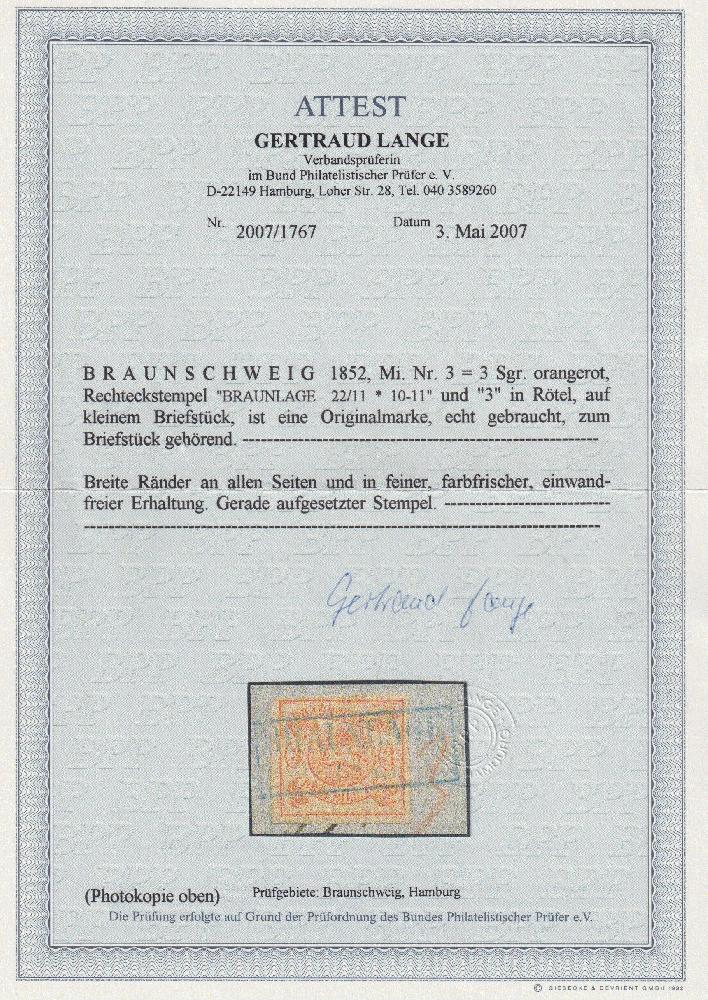 ATTEST
GERTRAUD LANGE
Verbandsprüferin
im Bund Philatelistischer Prüfer e. V.
D-22149 Hamburg, Loher Str. 28, Tel. 040 3589260
Nr. 2007/1767 Datum 3. Mai 2007
BRAUNSCHWEIG 1852, Mi. Nr. 3 = 3 Sgr. orangerot,
Rechteckstempel "BRAUNLAGE 22/11 * 10-11" und "3" in Rötel, auf
kleinem Briefstück, ist eine Originalmarke, echt gebraucht, zum
Briefstück gehörend.
Breite Ränder an allen Seiten und in feiner, farbfrischer, einwand-
freier Erhaltung. Gerade aufgesetzter Stempel.
Gertraud Lange
(Photokopie oben) Prüfgebiete: Braunschweig, Hamburg
Die Prüfung erfolgte auf Grund der Prüfordnung des Bundes Philatelistischer Prüfer e.V.
© GIESECKE & DEVRIENT GMBH